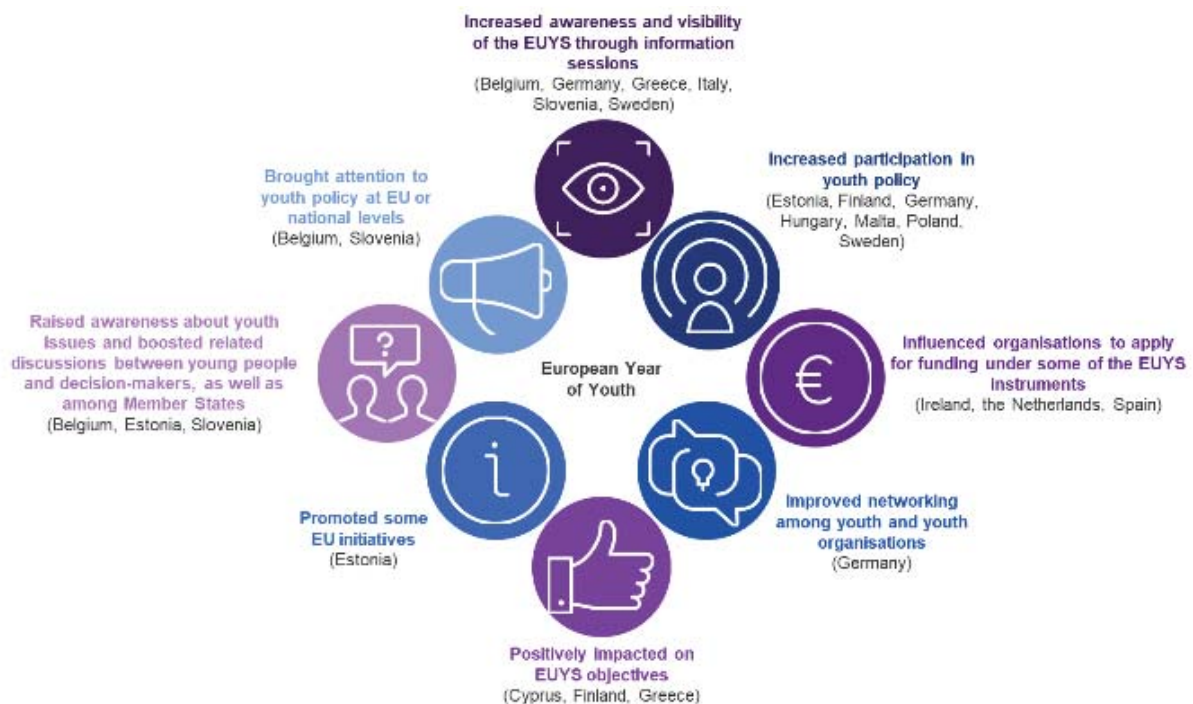 Increased awareness and visibility
of the EUYS through information
sessions
(Belgium, Germany, Greece, Italy,
Slovenia, Sweden)
Increased participation in
youth policy
(Estonia, Finland, Germany,
Hungary, Malta, Poland,
Sweden)
Brought attention to
youth policy at EU or
national levels
(Belgium, Slovenia)
Raised awareness about youth
Issues and boosted related
discussions between young people
and decision-makers, as well as
among Member States
(Belgium, Estonia, Slovenia)
?
European Year
of Youth
€
Influenced organisations to apply
for funding under some of the EUYS
instruments
(Ireland, the Netherlands, Spain)
i
Promoted some
EU initiatives
(Estonia)
Improved networking
among youth and youth
organisations
(Germany)
Positively impacted on
EUYS objectives
(Cyprus, Finland, Greece)